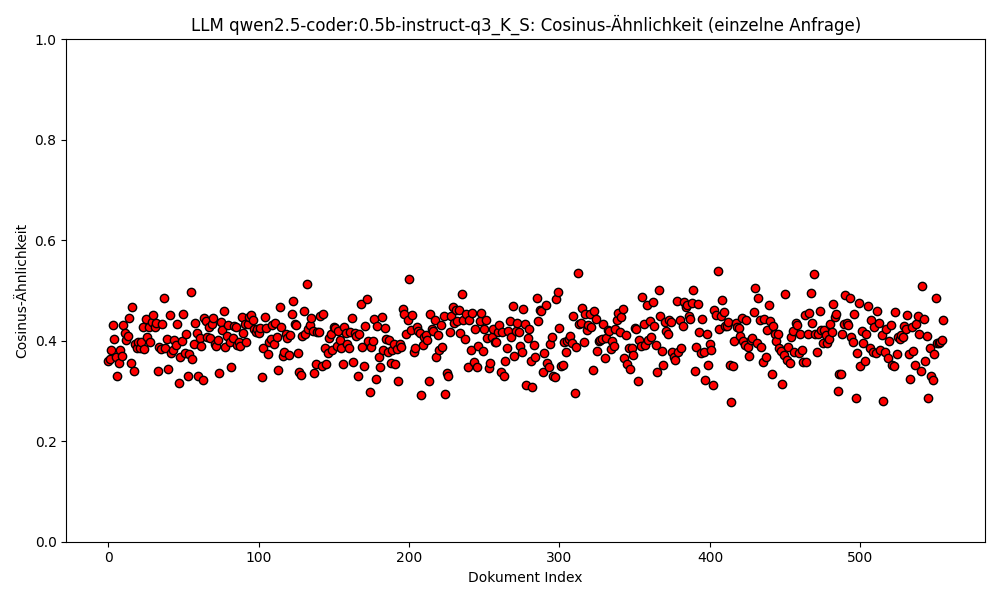 LLM qwen2.5-coder:0.5b-instruct-q3_K_S: Cosinus-Ähnlichkeit (einzelne Anfrage)
1.0
0.8
0.6
0.4
0.2
0.0
Cosinus-Ähnlichkeit
0 100 200 300 400 500
Dokument Index